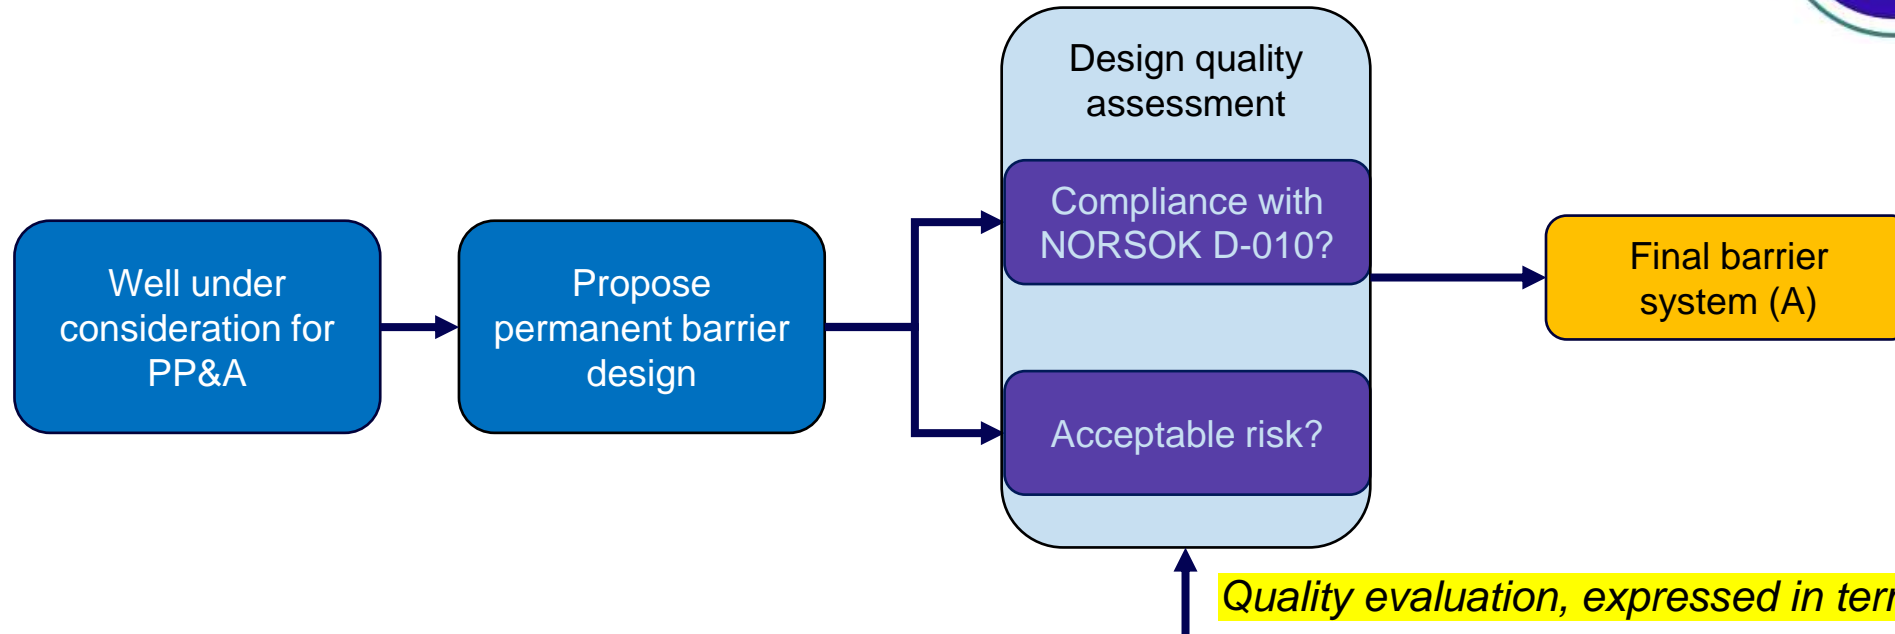 Well under
consideration for
PP&A
Propose
permanent barrier
design
Design quality
assessment
Compliance with
NORSOK D-010?
Acceptable risk?
Final barrier
system (A)
Quality evaluation, expressed in